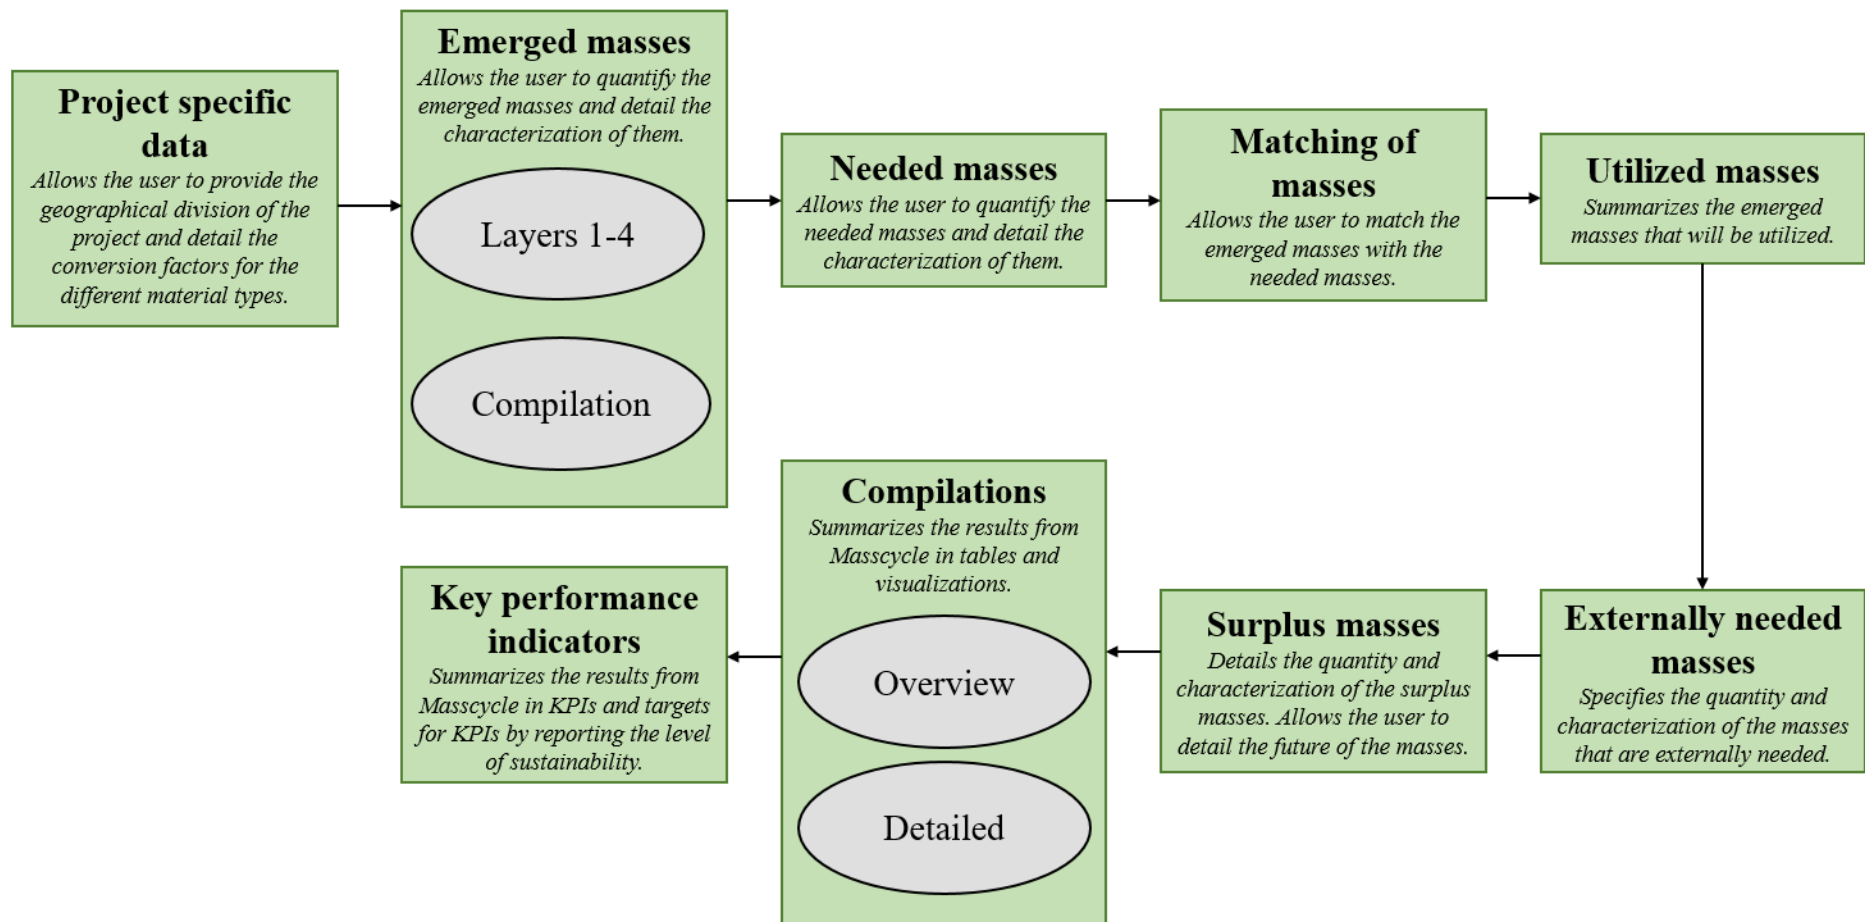 Project specific
data
Allows the user to provide the
geographical division of the
project and detail the
conversion factors for the
different material types.
Emerged masses
Allows the user to quantify the
emerged masses and detail the
characterization of them.
Layers 1-4
Compilation
Needed masses
Allows the user to quantify the
needed masses and detail the
characterization of them.
Matching of
masses
Allows the user to match the
emerged masses with the
needed masses.
Utilized masses
Summarizes the emerged
masses that will be utilized.
Externally needed
masses
Specifies the quantity and
characterization of the masses
that are externally needed.
Surplus masses
Details the quantity and
characterization of the surplus
masses. Allows the user to
detail the future of the masses.
Compilations
Summarizes the results from
Masscycle in tables and
visualizations.
Overview
Detailed
Key performance
indicators
Summarizes the results from
Masscycle in KPIs and targets
for KPIs by reporting the level
of sustainability.